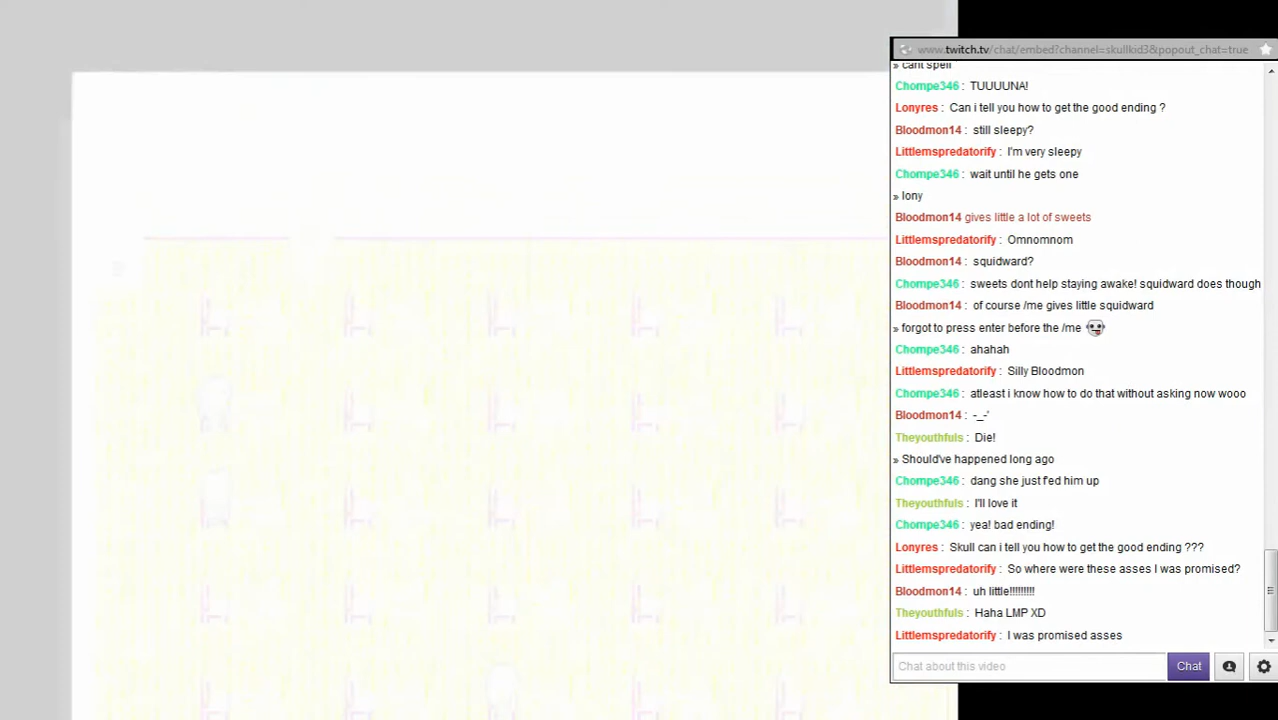 www.twitch.tv/chat/embed?channel=skullkid3&popout_chat=true
» cant spell
Chompe346 : TUUUUNA!
Lonyres : Can i tell you how to get the good ending ?
Bloodmon14 : still sleepy?
Littlemspredatorify : I'm very sleepy
Chompe346 : wait until he gets one
» lony
Bloodmon14 gives little a lot of sweets
Littlemspredatorify : Omnomnom
Bloodmon14 : squidward?
Chompe346 : sweets dont help staying awake! squidward does though
Bloodmon14 : of course /me gives little squidward
» forgot to press enter before the /me
Chompe346 : ahahah
Littlemspredatorify : Silly Bloodmon
Chompe346 : atleast i know how to do that without asking now wooo
Bloodmon14 : -_-'
Theyouthfuls : Die!
» Should've happened long ago
Chompe346 : dang she just f'ed him up
Theyouthfuls : I'll love it
Chompe346 : yea! bad ending!
Lonyres : Skull can i tell you how to get the good ending ???
Littlemspredatorify : So where were these asses I was promised?
Bloodmon14 : uh little!!!!!!!!!
Theyouthfuls : Haha LMP XD
Littlemspredatorify : I was promised asses
Chat about this video
Chat